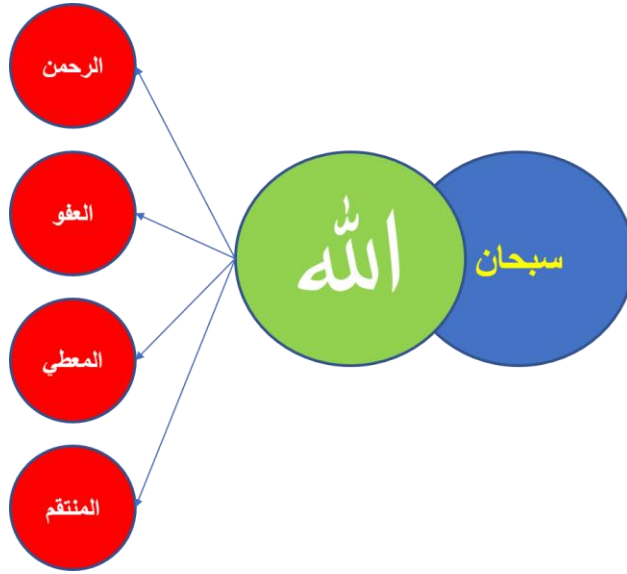 سبحان
الله
الرحمن
العفو
المعطي
المنتقم